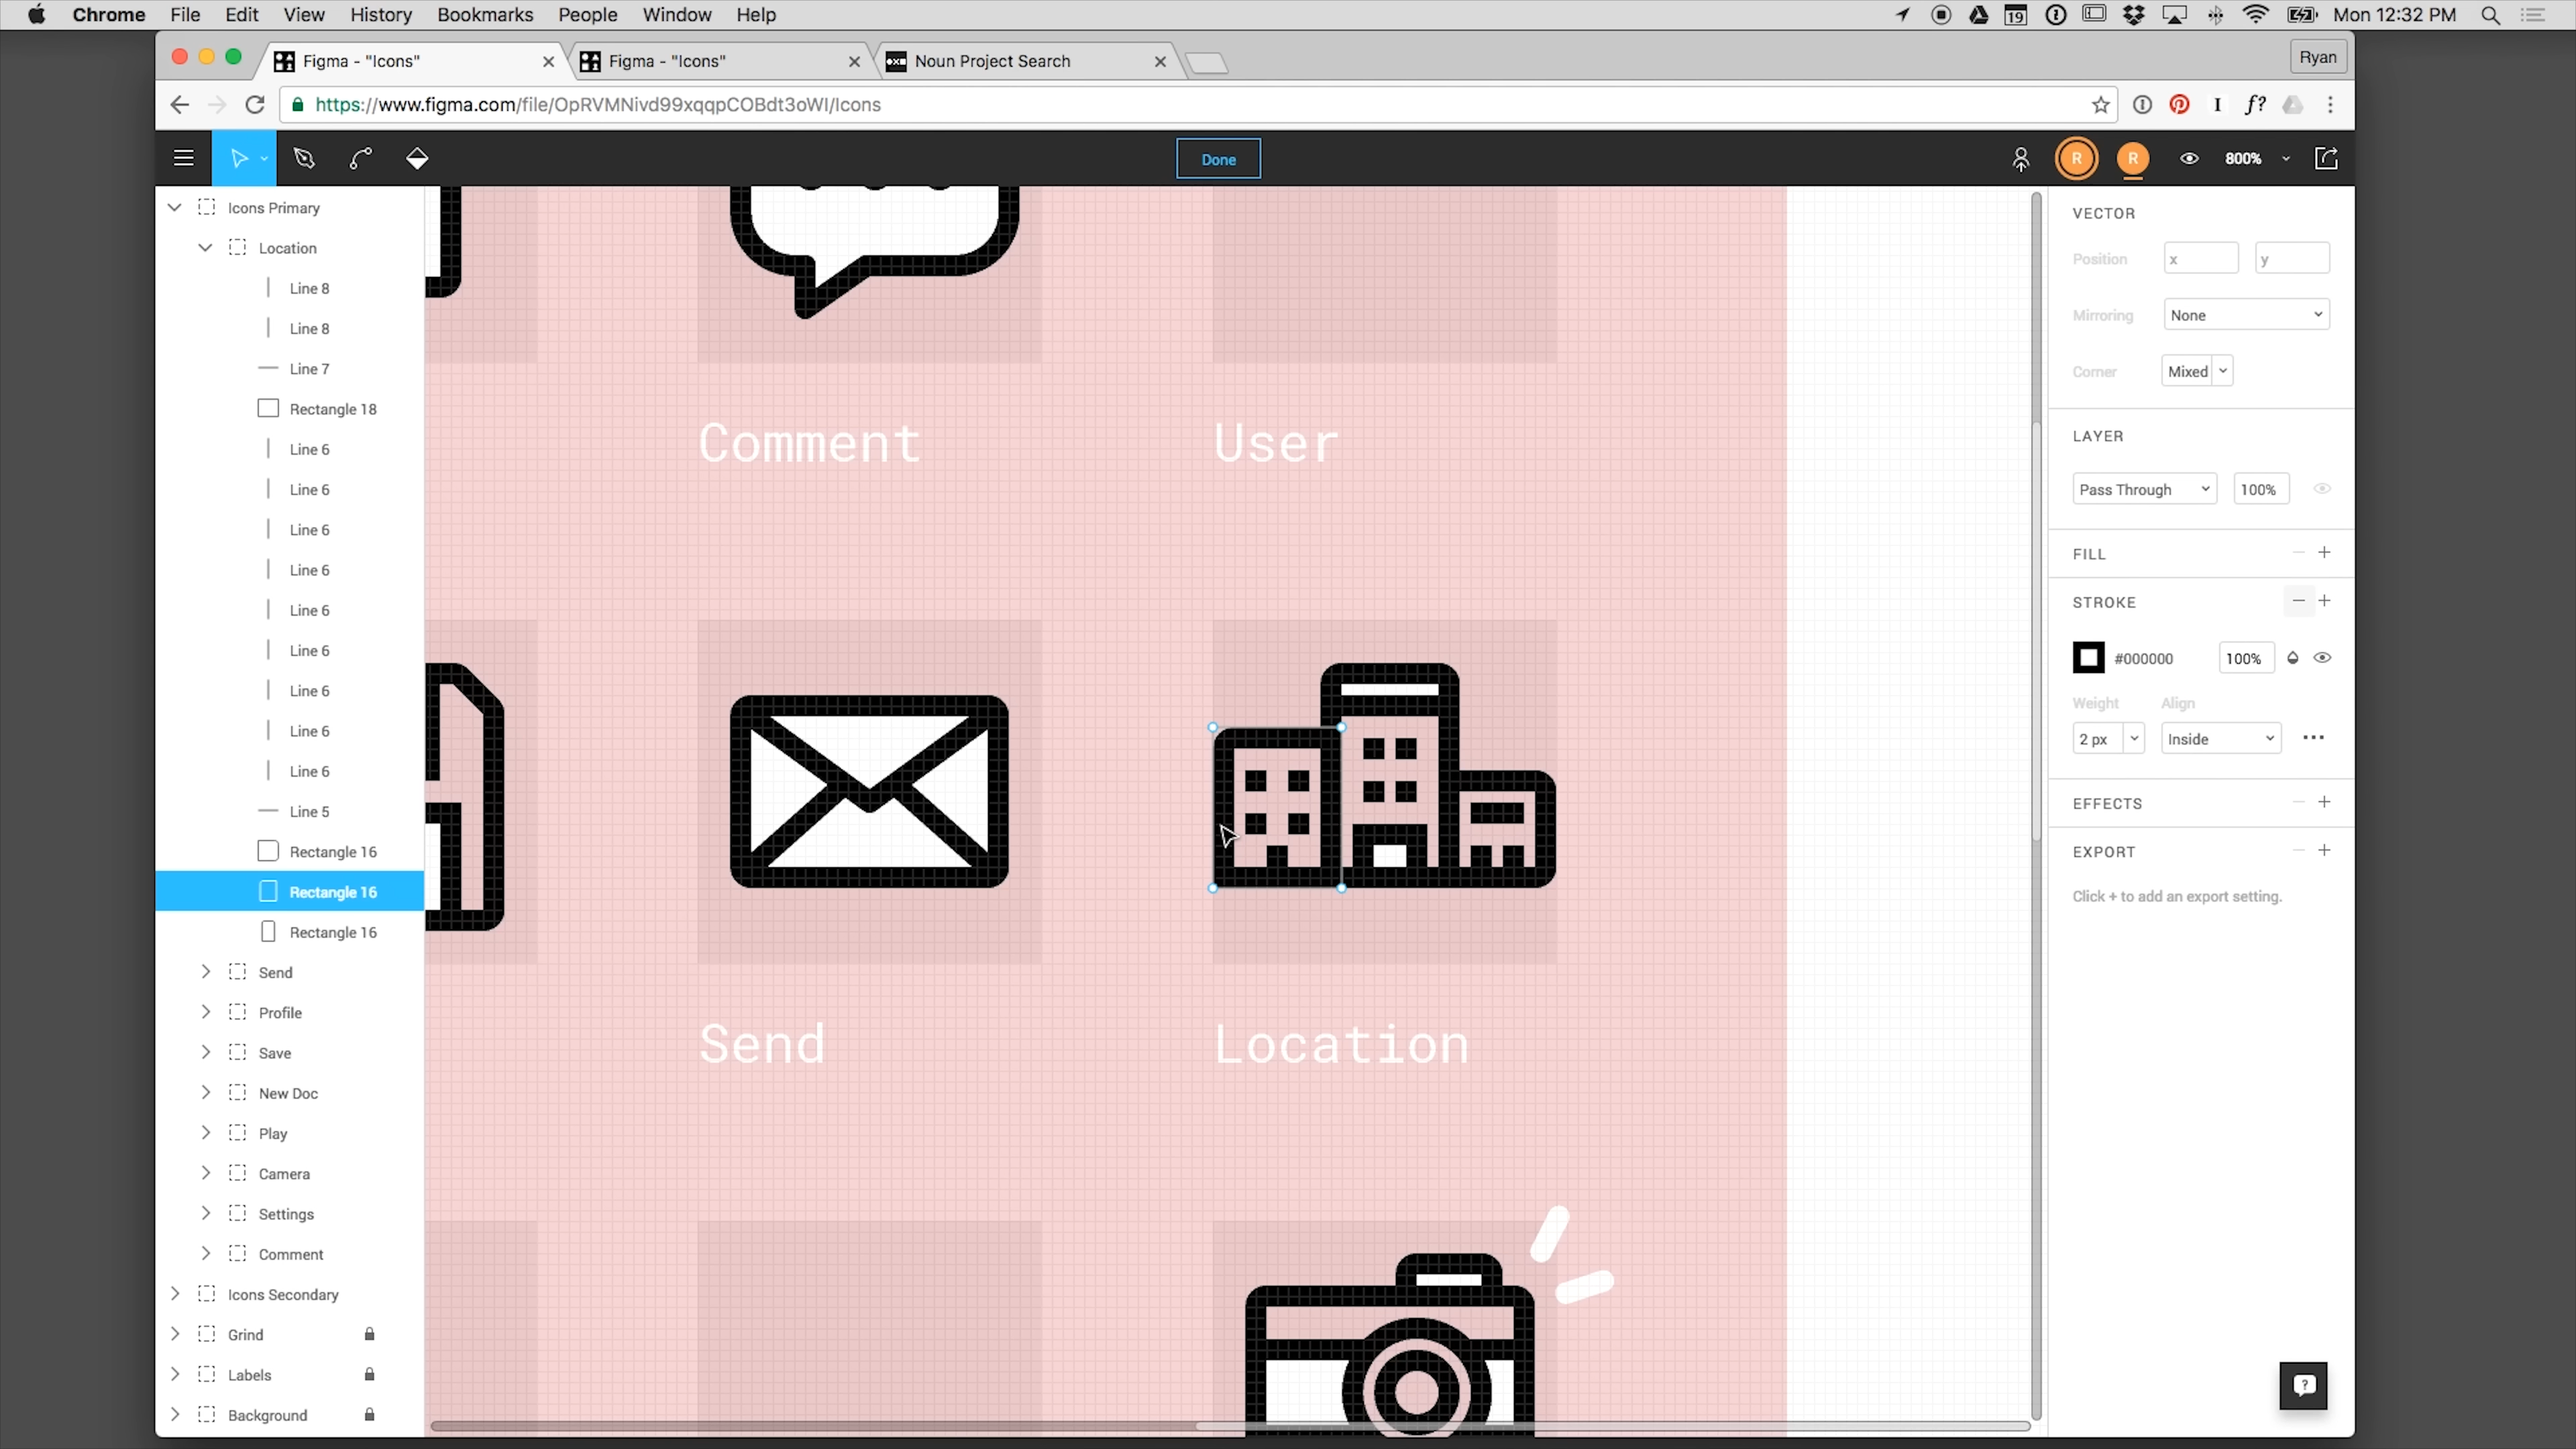 Chrome File Edit View History Bookmarks People Window Help 19 Mon 12:32 PM
Figma - "Icons" Figma - "Icons" Noun Project Search Ryan
https://www.figma.com/file/OpRVMNivd99xqqpCOBdt3oWI/Icons
Done R R 800%
Icons Primary
Location
Line 8
Line 8
Line 7
Rectangle 18
Line 6
Line 6
Line 6
Line 6
Line 6
Line 6
Line 6
Line 6
Line 6
Line 5
Rectangle 16
Rectangle 16
Rectangle 16
Send
Profile
Save
New Doc
Play
Camera
Settings
Comment
Icons Secondary
Grind
Labels
Background
Comment User
Send Location
VECTOR
Position x y
Mirroring None
Corner Mixed
LAYER
Pass Through 100%
FILL
STROKE
#000000 100%
Weight Align
2 px Inside
EFFECTS
EXPORT
Click + to add an export setting.